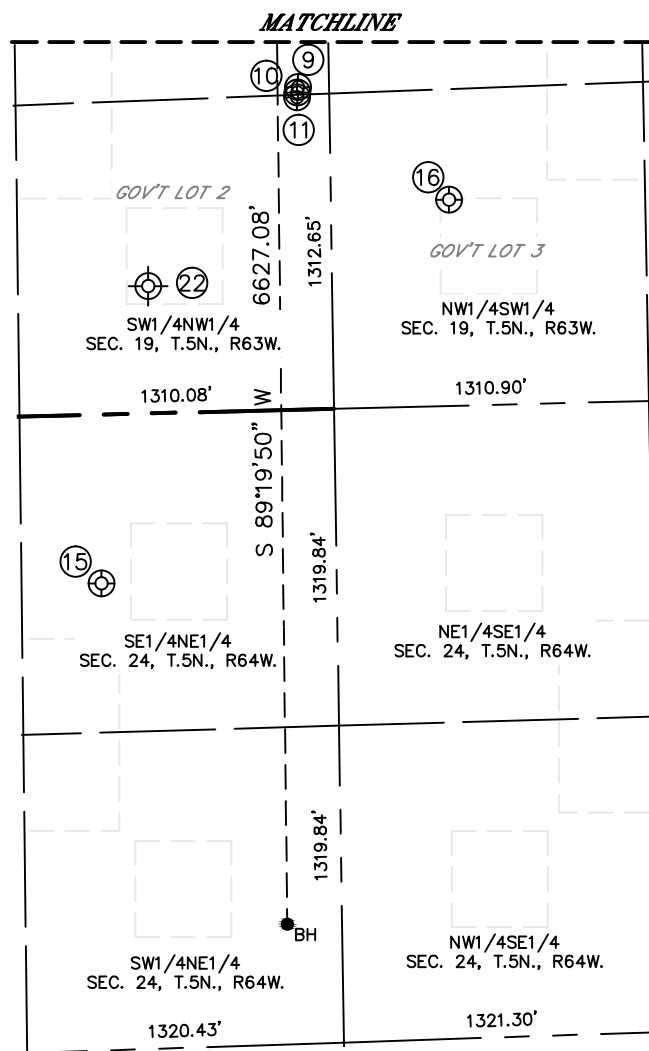 MATCHLINE
9
10
11
16
GOV'T LOT 2
6627.08'
1312.65'
GOV'T LOT 3
22
SW1/4NW1/4
SEC. 19, T.5N., R63W.
NW1/4SW1/4
SEC. 19, T.5N., R63W.
1310.08'
1310.90'
S 89°19'50" W
1319.84'
15
SE1/4NE1/4
SEC. 24, T.5N., R64W.
NE1/4SE1/4
SEC. 24, T.5N., R64W.
1319.84'
BH
SW1/4NE1/4
SEC. 24, T.5N., R64W.
NW1/4SE1/4
SEC. 24, T.5N., R64W.
1320.43'
1321.30'